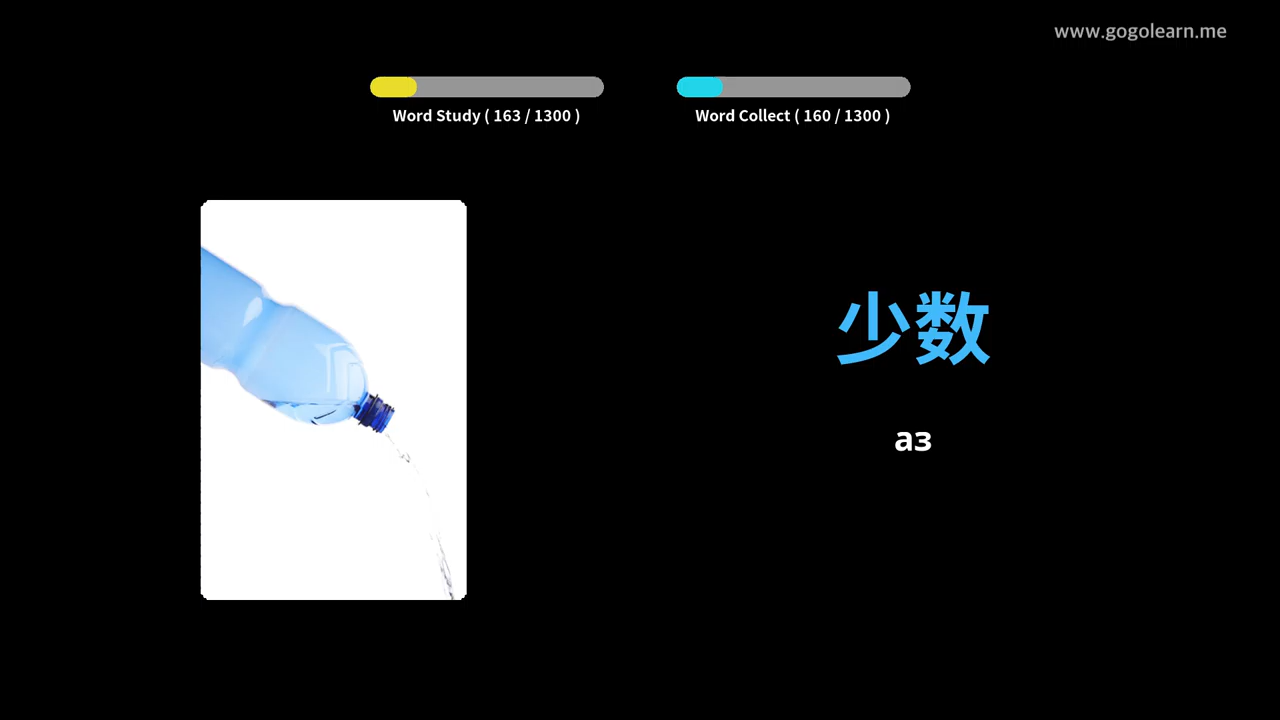 www.gogolearn.me
Word Study ( 163 / 1300 )
Word Collect ( 160 / 1300 )
少数
аз